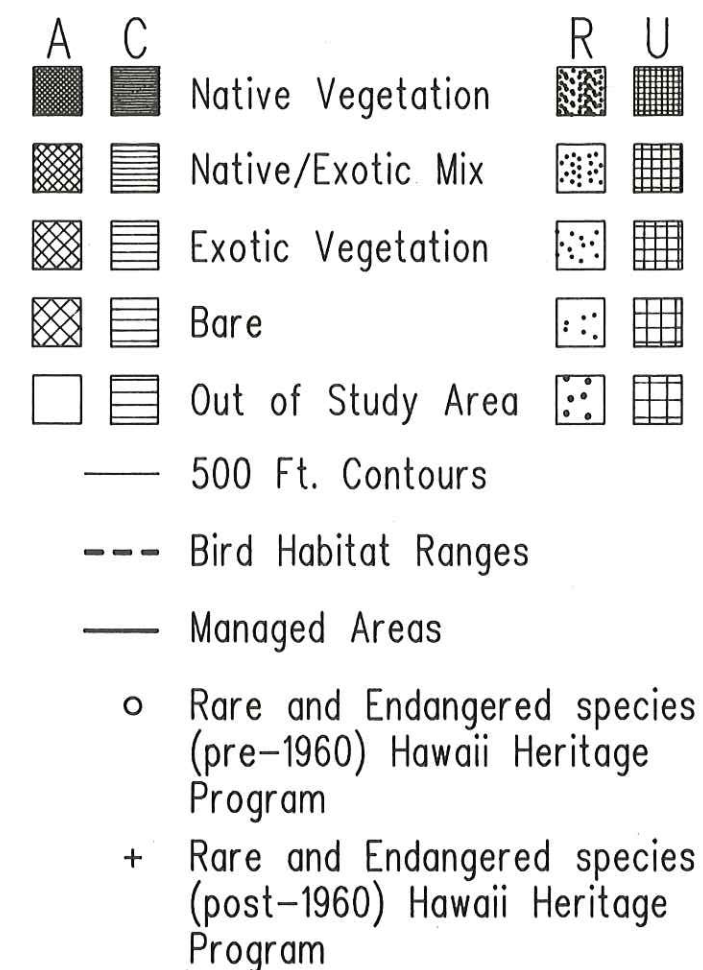 A C R U
Native Vegetation
Native/Exotic Mix
Exotic Vegetation
Bare
Out of Study Area
500 Ft. Contours
Bird Habitat Ranges
Managed Areas
Rare and Endangered species
(pre-1960) Hawaii Heritage
Program
Rare and Endangered species
(post-1960) Hawaii Heritage
Program